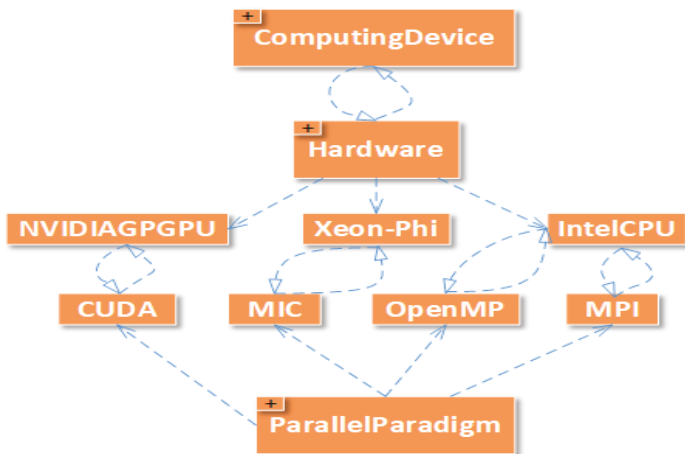 +
ComputingDevice
+
Hardware
NVIDIAGPGPU
Xeon-Phi
IntelCPU
CUDA
MIC
OpenMP
MPI
+
ParallelParadigm